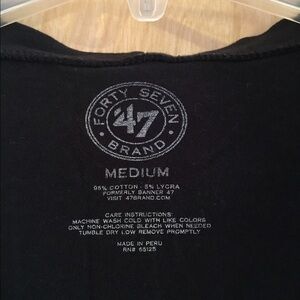 FORTY SEVEN
'47
BRAND
MEDIUM
95% COTTON - 5% LYCRA
FORMERLY BANNER 47
VISIT 47BRAND.COM
CARE INSTRUCTIONS:
MACHINE WASH COLD WITH LIKE COLORS
ONLY NON-CHLORINE BLEACH WHEN NEEDED
TUMBLE DRY LOW REMOVE PROMPTLY
MADE IN PERU
RN# 65125